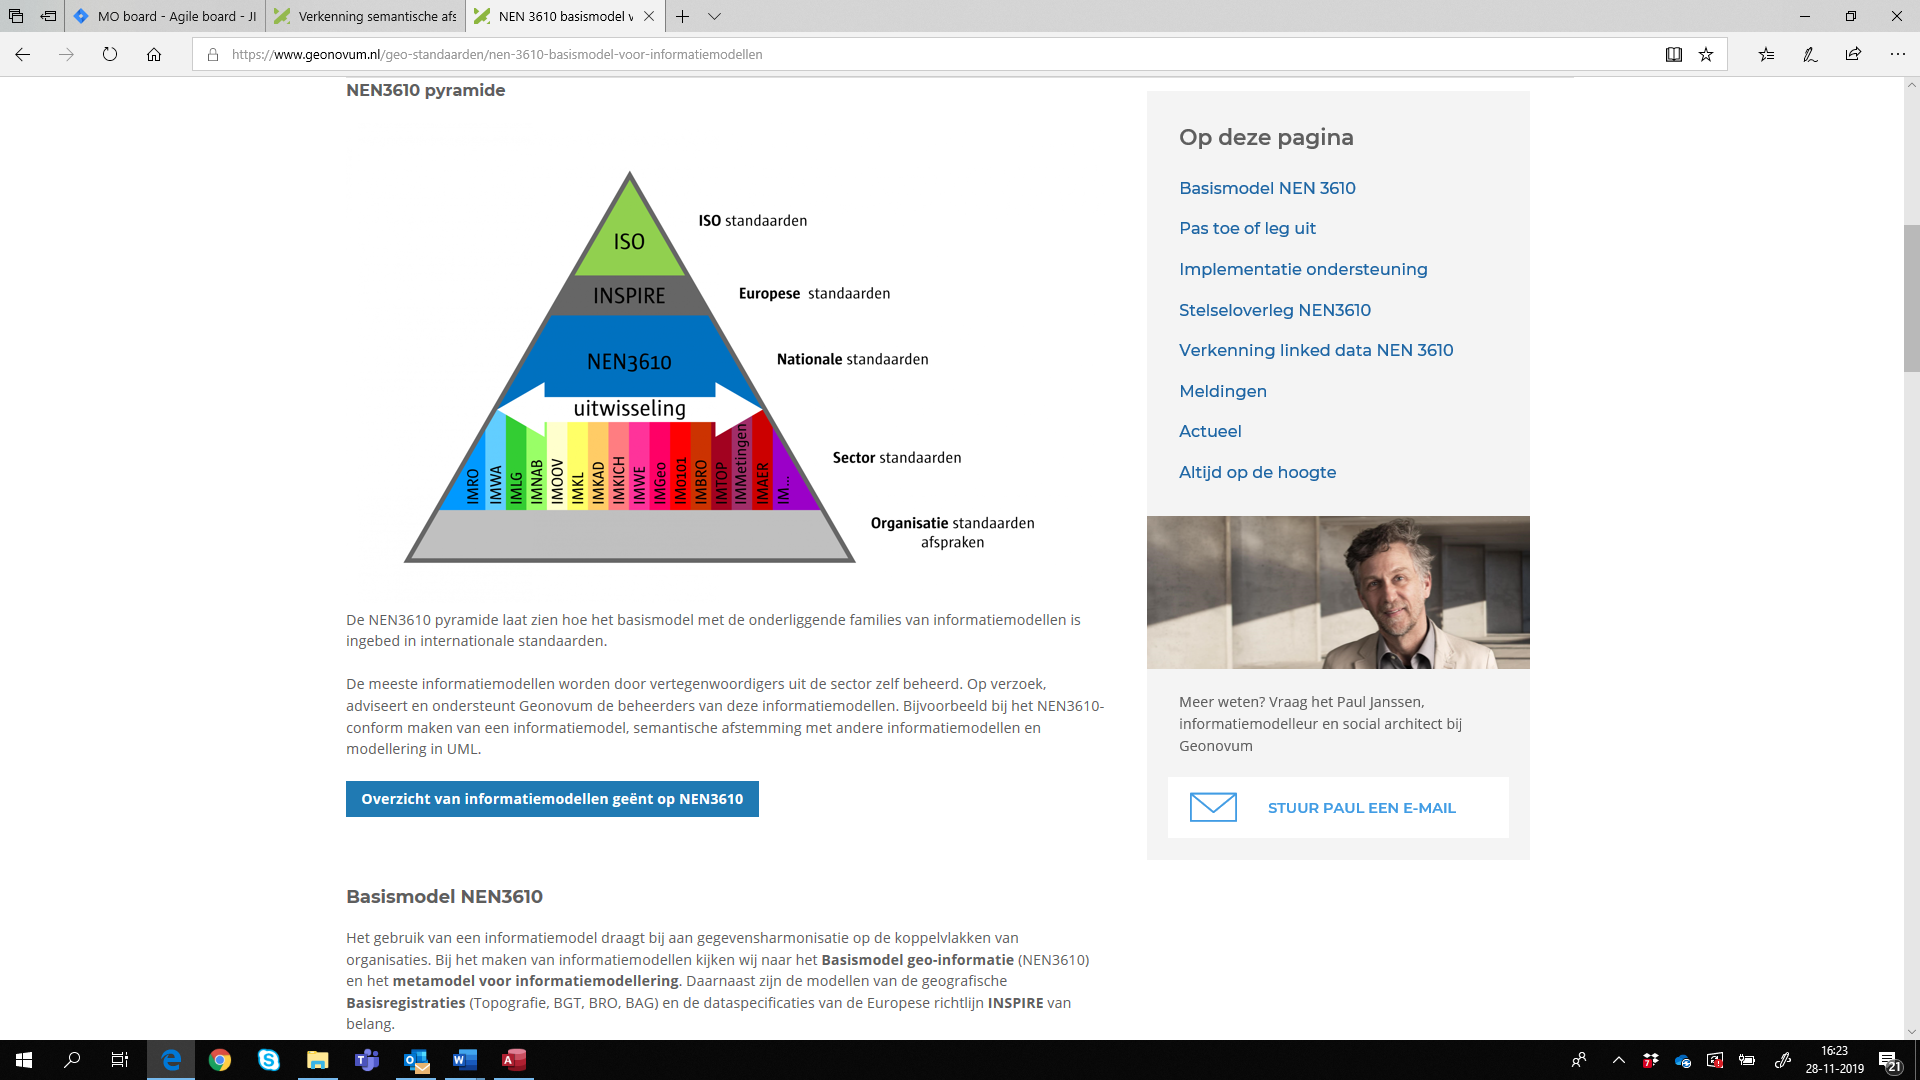 MO board - Agile board - JI
Verkenning semantische afs
NEN 3610 basismodel v
https://www.geonovum.nl/geo-standaarden/nen-3610-basismodel-voor-informatiemodellen
NEN3610 pyramide
ISO
ISO standaarden
INSPIRE
Europese standaarden
NEN3610
Nationale standaarden
uitwisseling
IMRO
IMWA
IMLG
IMNAB
IMOOV
IMKL
IMKAD
IMKICH
IMWE
IMGeo
IM0101
IMBRO
IMTOP
IMMetingen
IMAER
IM...
Sector standaarden
Organisatie standaarden
afspraken
De NEN3610 pyramide laat zien hoe het basismodel met de onderliggende families van informatiemodellen is
ingebed in internationale standaarden.
De meeste informatiemodellen worden door vertegenwoordigers uit de sector zelf beheerd. Op verzoek,
adviseert en ondersteunt Geonovum de beheerders van deze informatiemodellen. Bijvoorbeeld bij het NEN3610-
conform maken van een informatiemodel, semantische afstemming met andere informatiemodellen en
modellering in UML.
Overzicht van informatiemodellen geënt op NEN3610
Basismodel NEN3610
Het gebruik van een informatiemodel draagt bij aan gegevensharmonisatie op de koppelvlakken van
organisaties. Bij het maken van informatiemodellen kijken wij naar het Basismodel geo-informatie (NEN3610)
en het metamodel voor informatiemodellering. Daarnaast zijn de modellen van de geografische
Basisregistraties (Topografie, BGT, BRO, BAG) en de dataspecificaties van de Europese richtlijn INSPIRE van
belang.
Op deze pagina
Basismodel NEN 3610
Pas toe of leg uit
Implementatie ondersteuning
Stelseloverleg NEN3610
Verkenning linked data NEN 3610
Meldingen
Actueel
Altijd op de hoogte
Meer weten? Vraag het Paul Janssen,
informatiemodelleur en social architect bij
Geonovum
STUUR PAUL EEN E-MAIL
16:23
28-11-2019
21